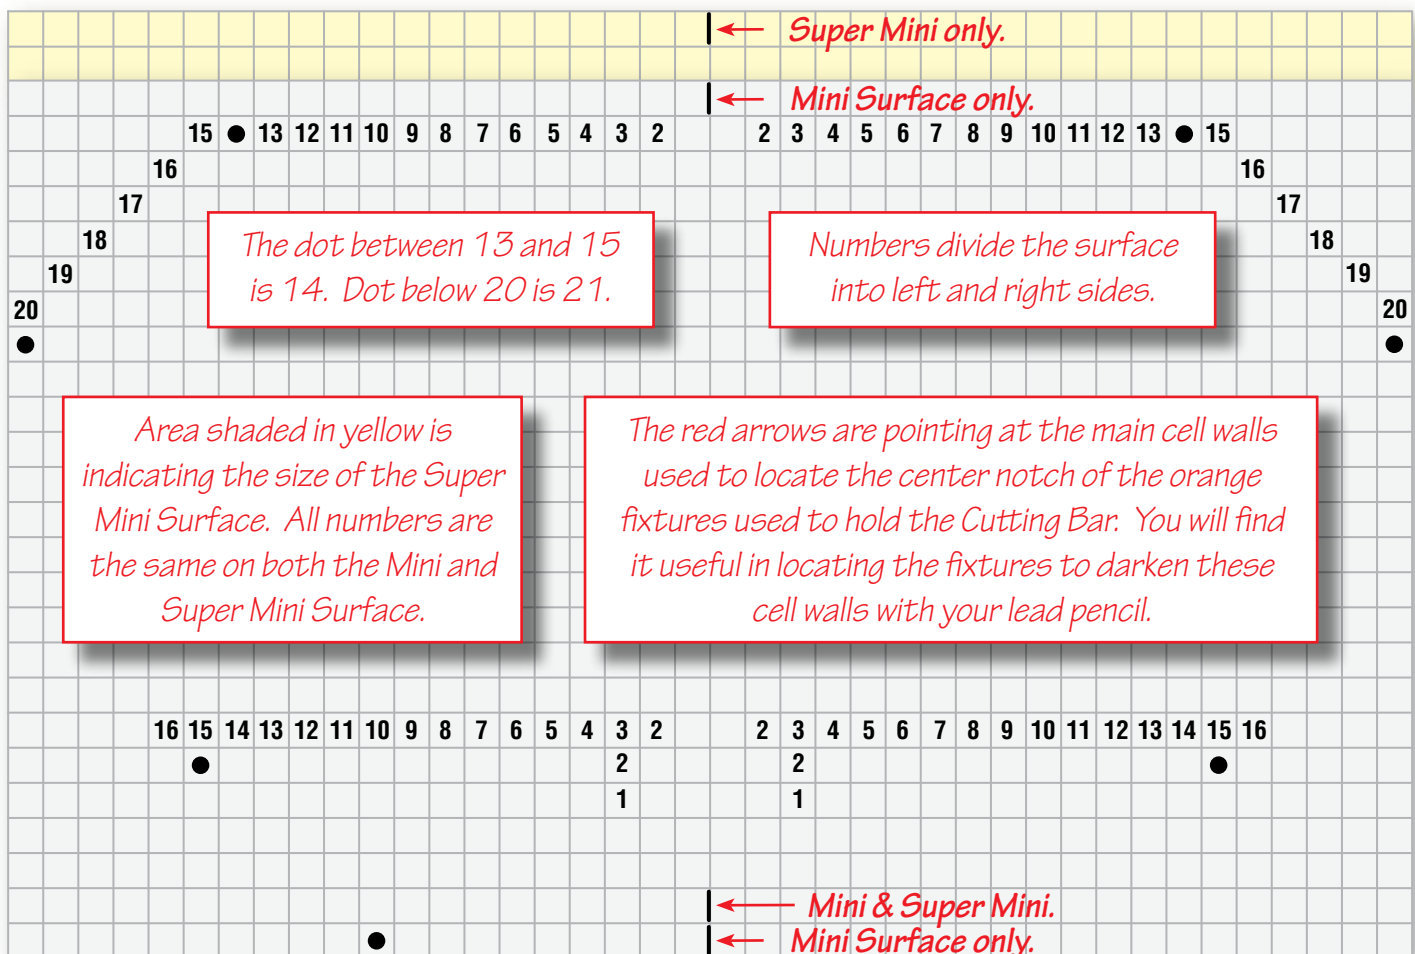 Super Mini only.
Mini Surface only.
15 ● 13 12 11 10 9 8 7 6 5 4 3 2 2 3 4 5 6 7 8 9 10 11 12 13 ● 15
16 16
17 17
18 18
19 19
20 20
● ●
The dot between 13 and 15
is 14. Dot below 20 is 21.
Numbers divide the surface
into left and right sides.
Area shaded in yellow is
indicating the size of the Super
Mini Surface. All numbers are
the same on both the Mini and
Super Mini Surface.
The red arrows are pointing at the main cell walls
used to locate the center notch of the orange
fixtures used to hold the Cutting Bar. You will find
it useful in locating the fixtures to darken these
cell walls with your lead pencil.
16 15 14 13 12 11 10 9 8 7 6 5 4 3 2 2 3 4 5 6 7 8 9 10 11 12 13 14 15 16
● 2 2 ●
1 1
Mini & Super Mini.
● Mini Surface only.